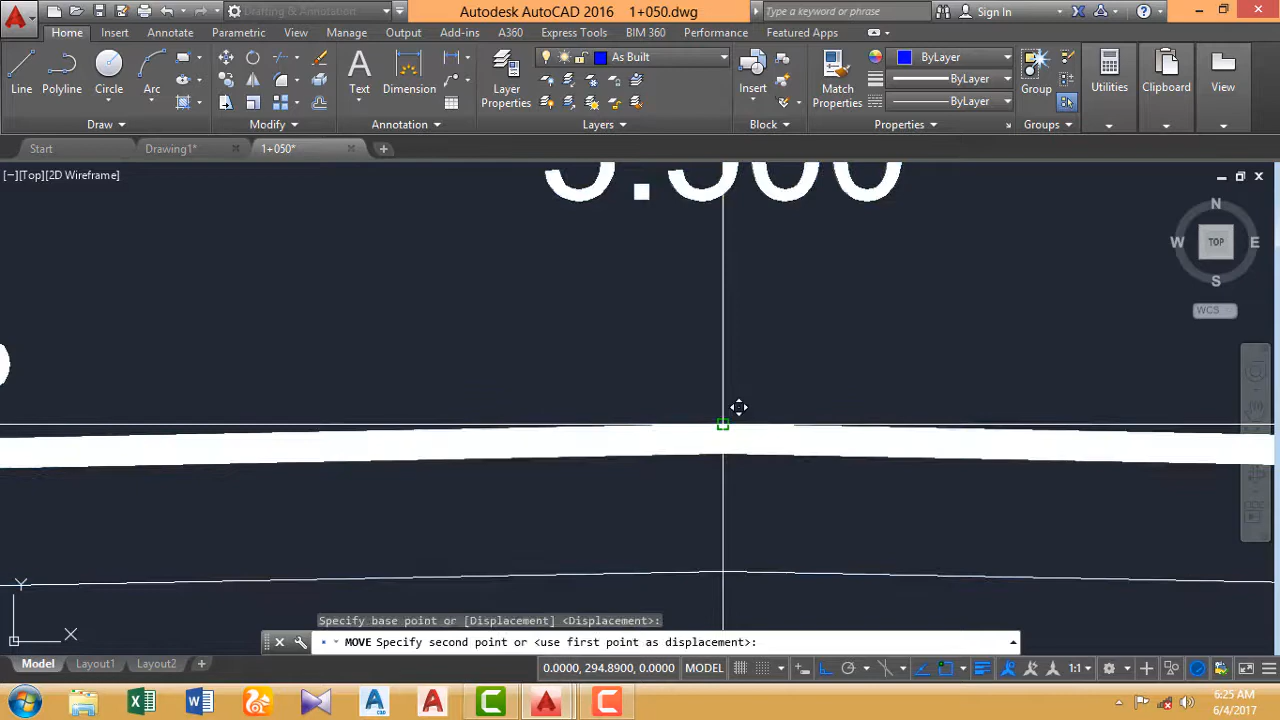 Drafting & Annotation
Autodesk AutoCAD 2016 1+050.dwg
Type a keyword or phrase
Sign In
Home Insert Annotate Parametric View Manage Output Add-ins A360 Express Tools BIM 360 Performance Featured Apps
As Built
ByLayer
ByLayer
ByLayer
Line Polyline Circle Arc
Text Dimension
Layer Properties
Insert
Match Properties
Group
Utilities Clipboard View
Draw Modify Annotation Layers Block Properties Groups
Start Drawing1* 1+050*
[−][Top][2D Wireframe]
N
W TOP E
S
WCS
Y
X
Specify base point or [Displacement] <Displacement>:
MOVE Specify second point or <use first point as displacement>:
Model Layout1 Layout2 +
0.0000, 294.8900, 0.0000 MODEL
1:1
6:25 AM
6/4/2017